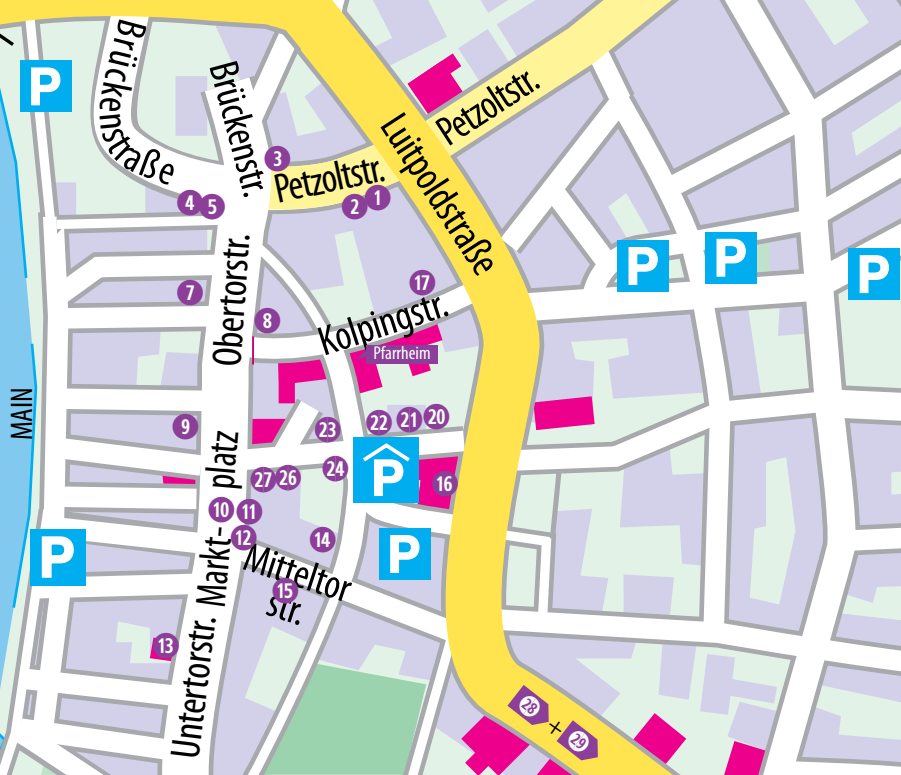 Brückenstraße
Brückenstr.
P
Petzoltstr.
3
Petzoltstr.
Luitpoldstraße
4
5
2
1
P
P
P
7
Obertorstr.
17
8
Kolpingstr.
Pfarrheim
MAIN
9
22
21
20
23
Markt-
platz
24
27
26
P
16
10
11
12
14
P
P
Mitteltor
str.
15
13
Untertorstr.
28
+
29